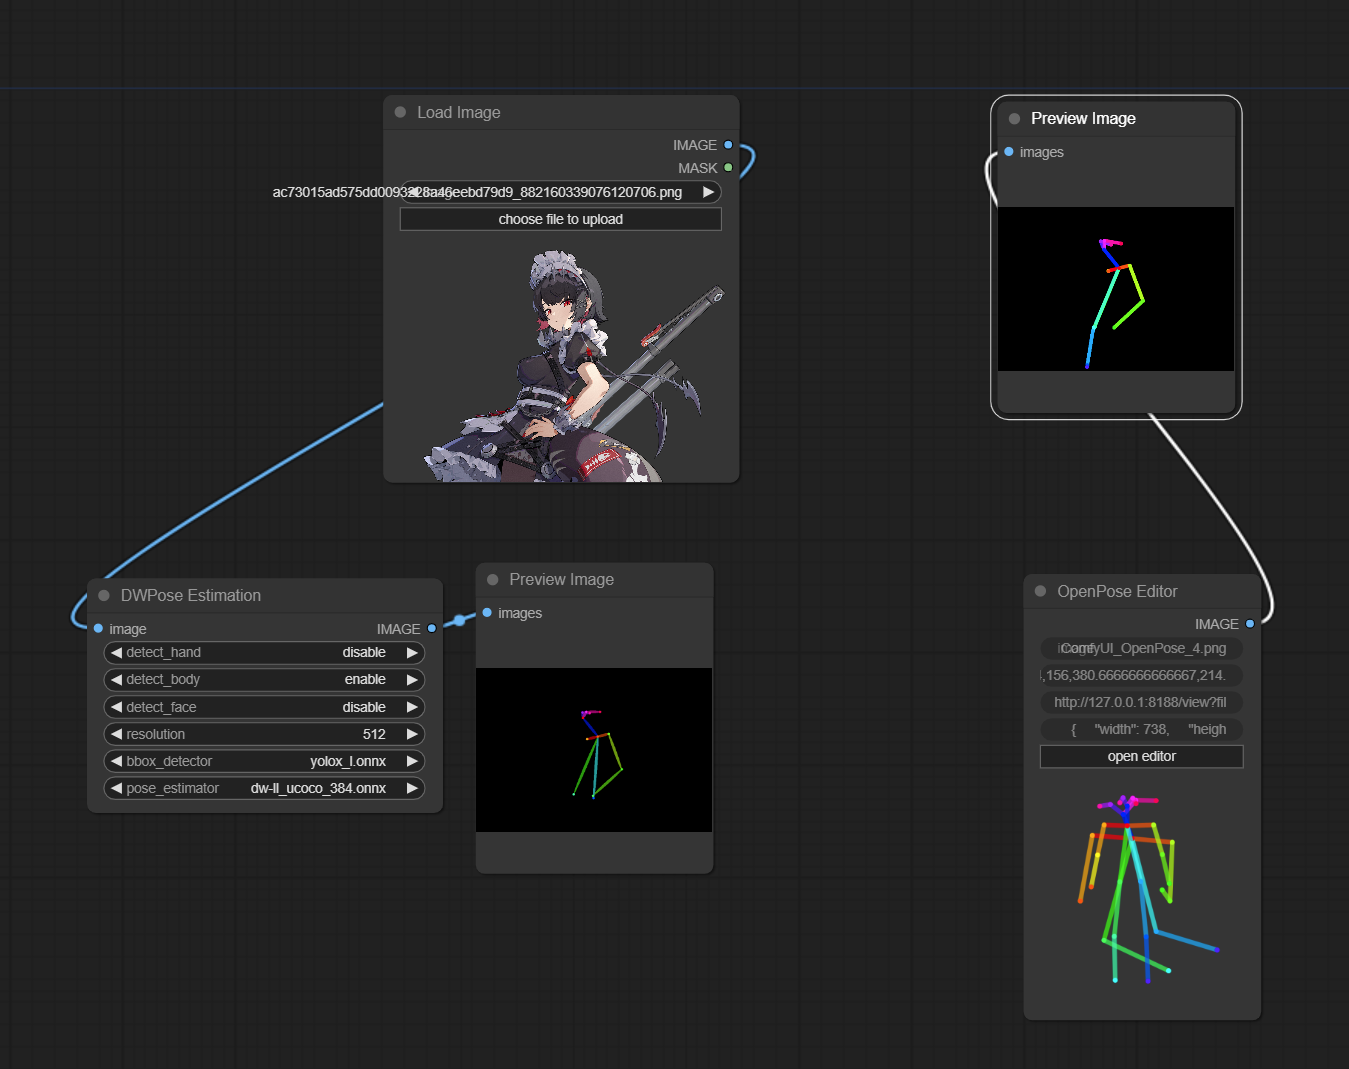 Load Image
IMAGE
MASK
ac73015ad575dd0093228a46eebd79d9_882160339076120706.png
choose file to upload
Preview Image
images
DWPose Estimation
image
IMAGE
detect_hand disable
detect_body enable
detect_face disable
resolution 512
bbox_detector yolox_l.onnx
pose_estimator dw-ll_ucoco_384.onnx
Preview Image
images
OpenPose Editor
IMAGE
image ComfyUI_OpenPose_4.png
,156,380.6666666666667,214.
http://127.0.0.1:8188/view?fil
{ "width": 738, "heigh
open editor